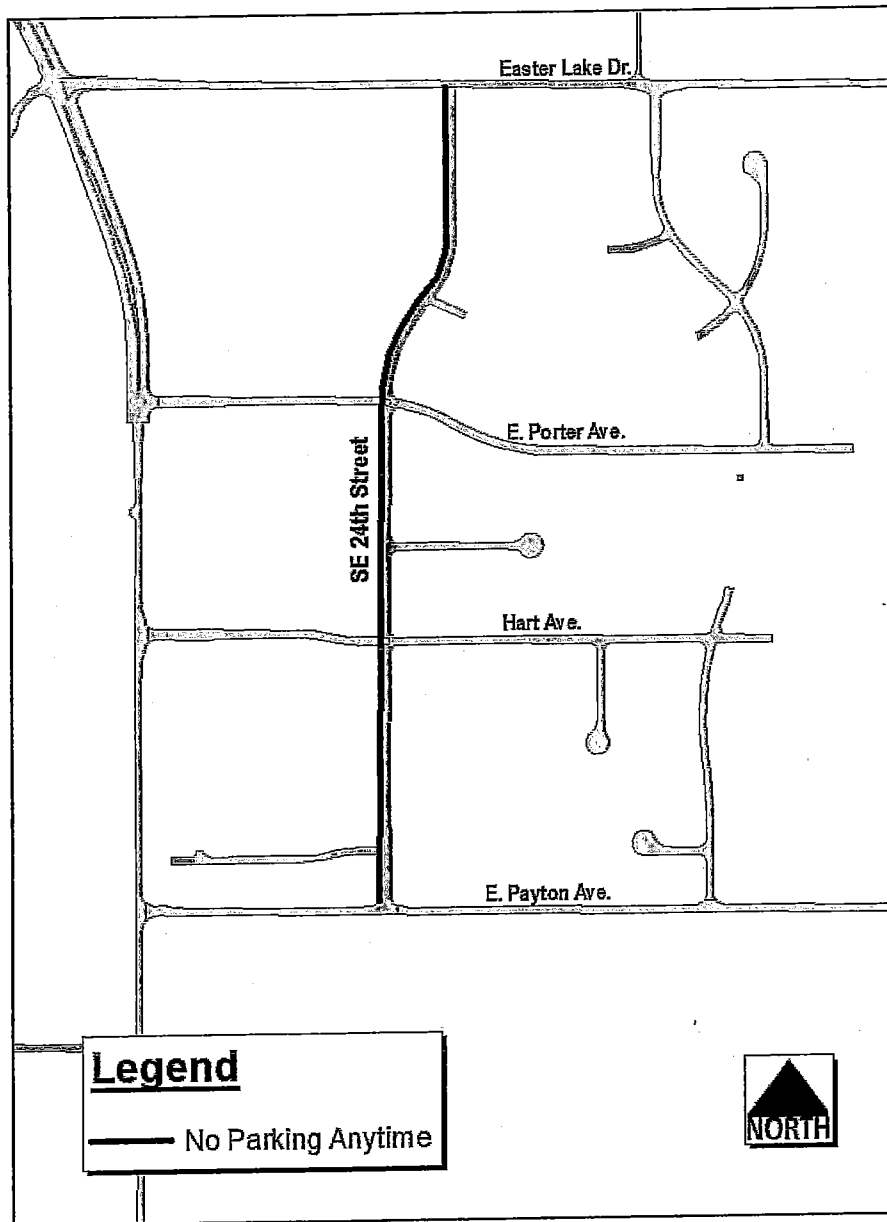 Easter Lake Dr.
E. Porter Ave.
SE 24th Street
Hart Ave.
E. Payton Ave.
Legend
No Parking Anytime
NORTH